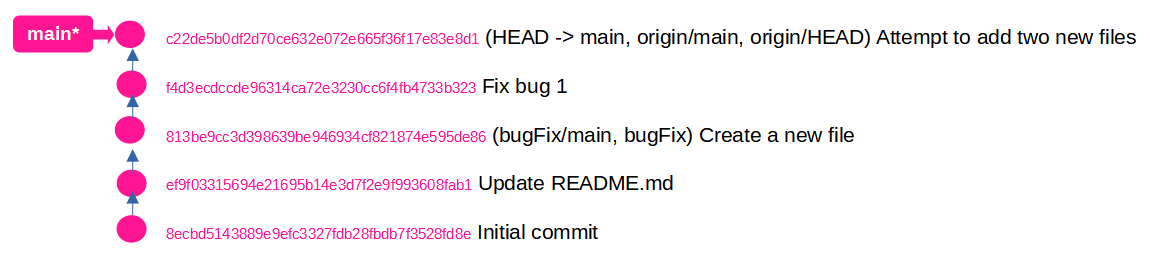 main*
c22de5b0df2d70ce632e072e665f36f17e83e8d1 (HEAD -> main, origin/main, origin/HEAD) Attempt to add two new files
f4d3ecdccde96314ca72e3230cc6f4fb4733b323 Fix bug 1
813be9cc3d398639be946934cf821874e595de86 (bugFix/main, bugFix) Create a new file
ef9f03315694e21695b14e3d7f2e9f993608fab1 Update README.md
8ecbd5143889e9efc3327fdb28fbdb7f3528fd8e Initial commit